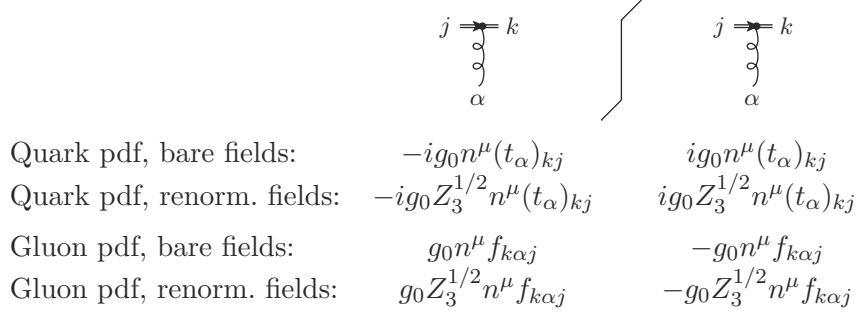 j k j k
α α
Quark pdf, bare fields: −ig₀n^μ(t_α)_{kj} ig₀n^μ(t_α)_{kj}
Quark pdf, renorm. fields: −ig₀Z₃^{1/2}n^μ(t_α)_{kj} ig₀Z₃^{1/2}n^μ(t_α)_{kj}
Gluon pdf, bare fields: g₀n^μf_{kαj} −g₀n^μf_{kαj}
Gluon pdf, renorm. fields: g₀Z₃^{1/2}n^μf_{kαj} −g₀Z₃^{1/2}n^μf_{kαj}